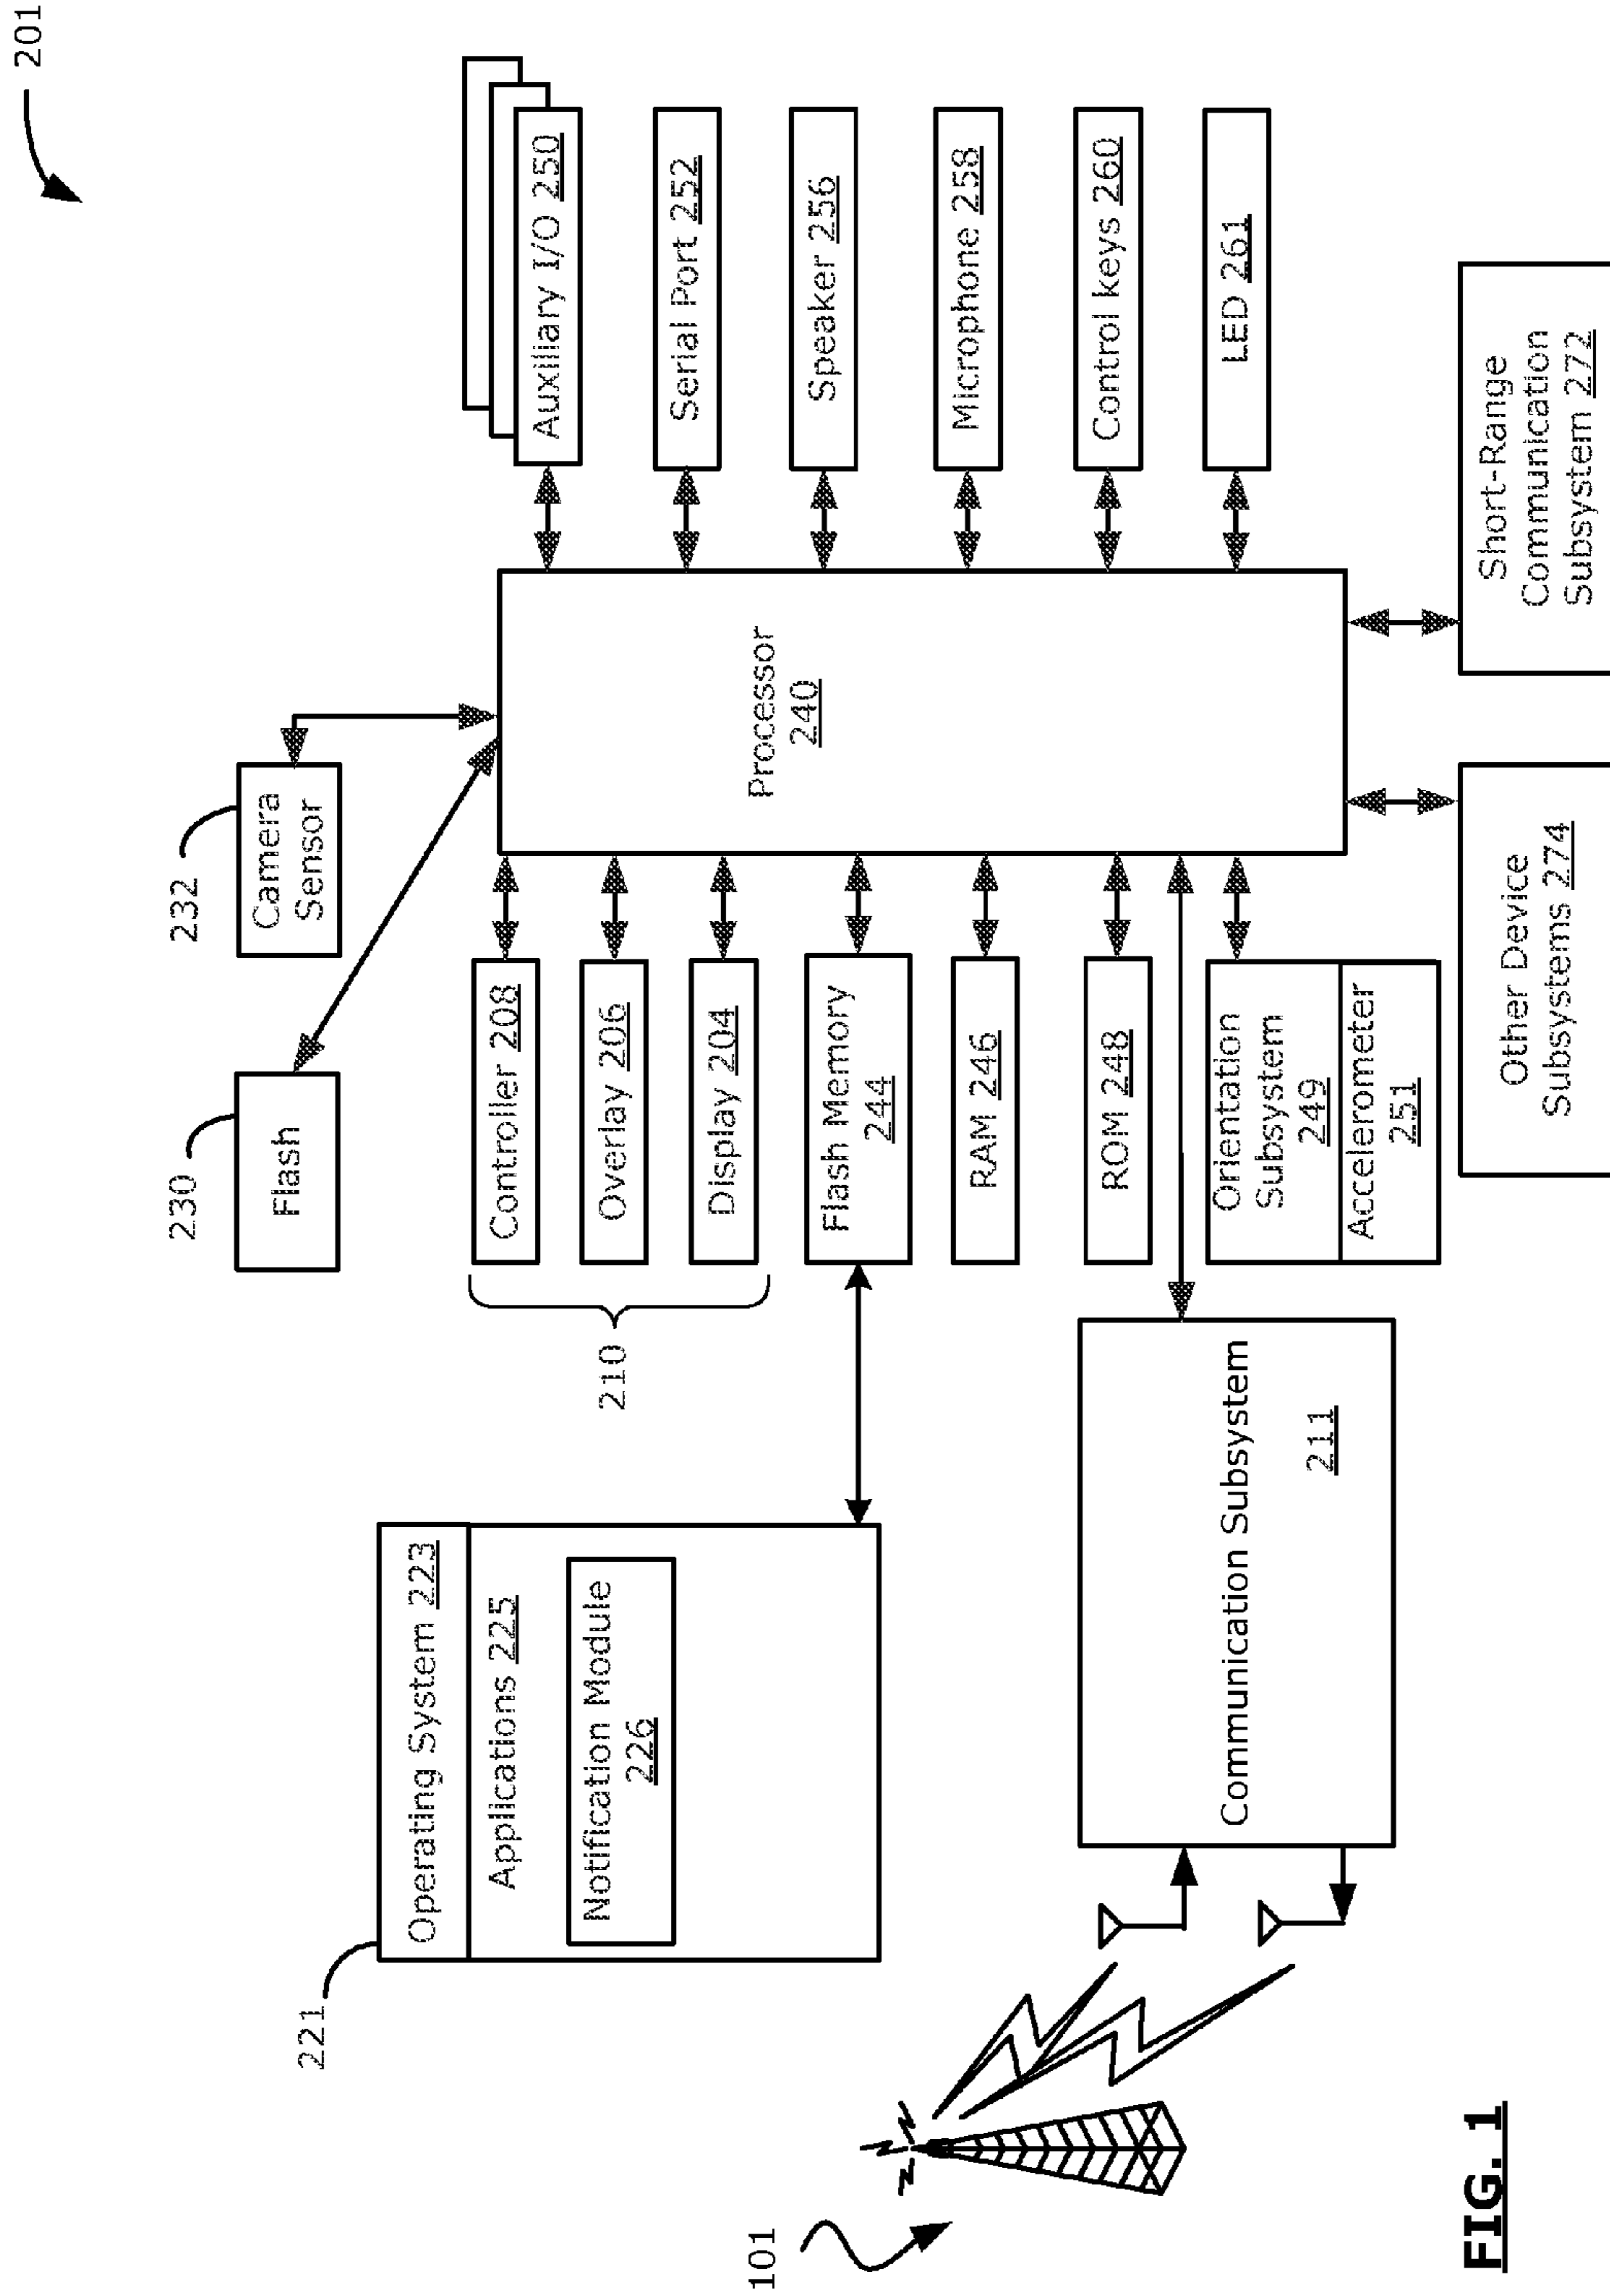 201
230
Flash
232
Camera
Sensor
221
Operating System 223
Applications 225
Notification Module
226
210
Controller 208
Overlay 206
Display 204
Flash Memory
244
RAM 246
ROM 248
Orientation
Subsystem
249
Accelerometer
251
Processor
240
Auxiliary I/O 250
Serial Port 252
Speaker 256
Microphone 258
Control keys 260
LED 261
101
Communication Subsystem
211
Other Device
Subsystems 274
Short-Range
Communication
Subsystem 272
FIG. 1